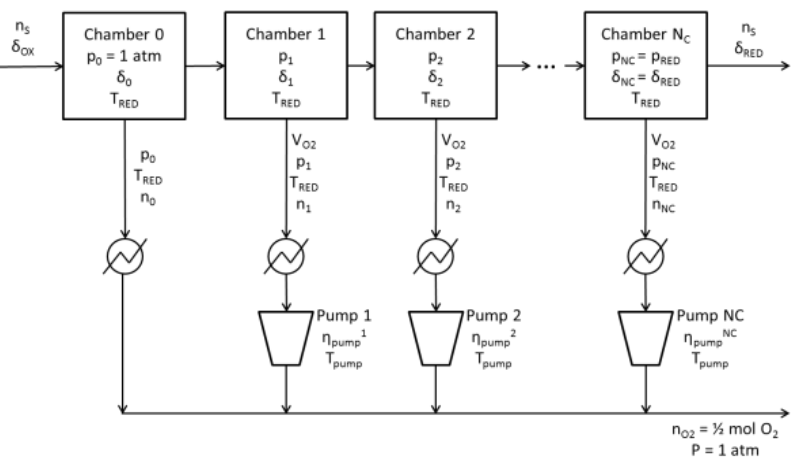 n_S
δ_OX
Chamber 0
p_0 = 1 atm
δ_0
T_RED
Chamber 1
p_1
δ_1
T_RED
Chamber 2
p_2
δ_2
T_RED
...
Chamber N_C
p_NC = p_RED
δ_NC = δ_RED
T_RED
n_S
δ_RED
p_0
T_RED
n_0
V_O2
p_1
T_RED
n_1
V_O2
p_2
T_RED
n_2
V_O2
p_NC
T_RED
n_NC
Pump 1
η_pump^1
T_pump
Pump 2
η_pump^2
T_pump
Pump NC
η_pump^NC
T_pump
n_O2 = ½ mol O_2
P = 1 atm